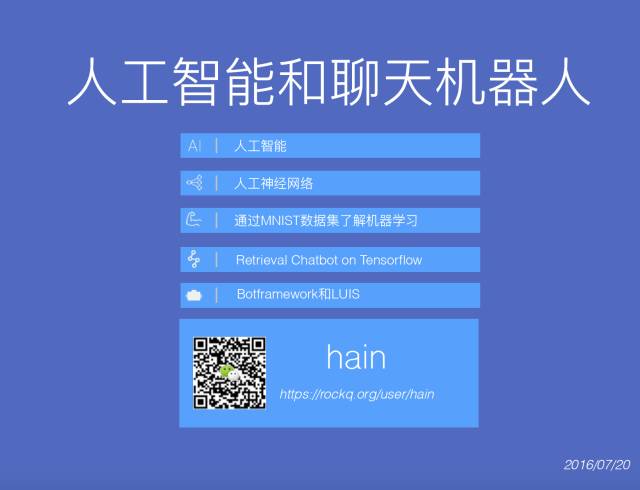 人工智能和聊天机器人
AI | 人工智能
人工神经网络
通过MNIST数据集了解机器学习
Retrieval Chatbot on Tensorflow
Botframework和LUIS
hain
https://rockq.org/user/hain
2016/07/20